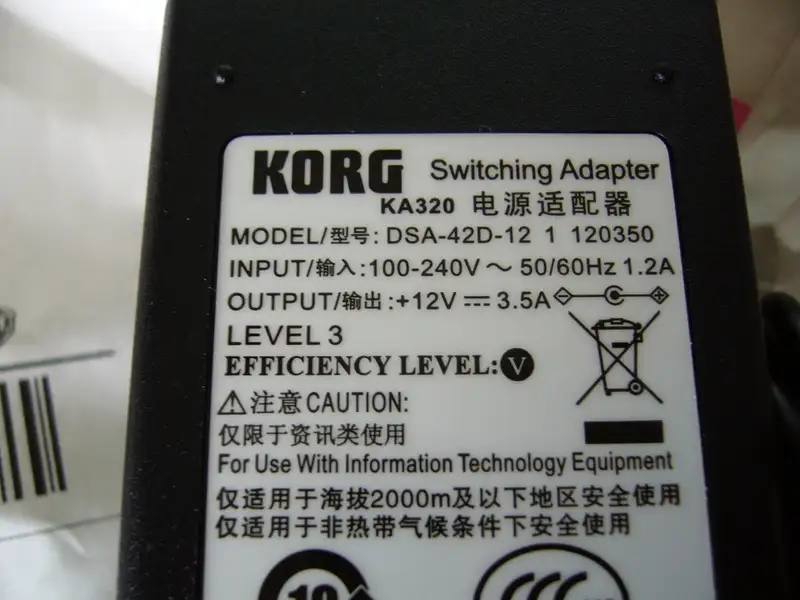 KORG Switching Adapter
KA320 电源适配器
MODEL/型号: DSA-42D-12 1 120350
INPUT/输入:100-240V ～ 50/60Hz 1.2A
OUTPUT/输出:+12V ⎓ 3.5A
LEVEL 3
EFFICIENCY LEVEL: V
注意 CAUTION:
仅限于资讯类使用
For Use With Information Technology Equipment
仅适用于海拔2000m及以下地区安全使用
仅适用于非热带气候条件下安全使用
10